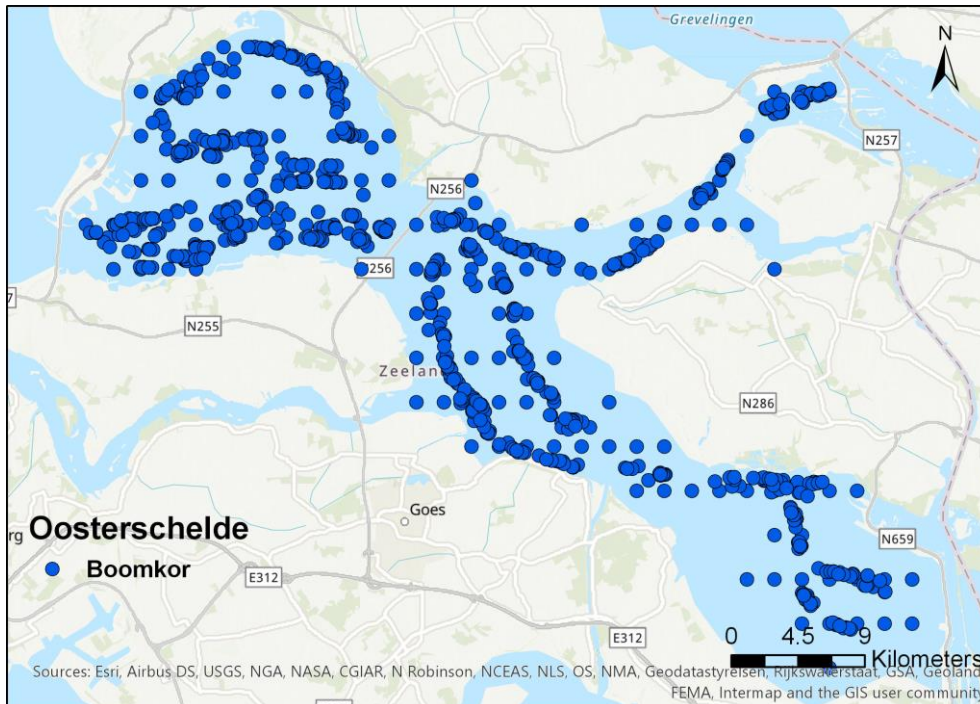 Grevelingen
N
N257
N256
N256
7
N255
Zeeland
N286
Goes
rg
Oosterschelde
Boomkor
N659
E312
E312
0 4.5 9
Kilometers
Sources: Esri, Airbus DS, USGS, NGA, NASA, CGIAR, N Robinson, NCEAS, NLS, OS, NMA, Geodatastyrelsen, Rijkswaterstaat, GSA, Geoland
FEMA, Intermap and the GIS user community